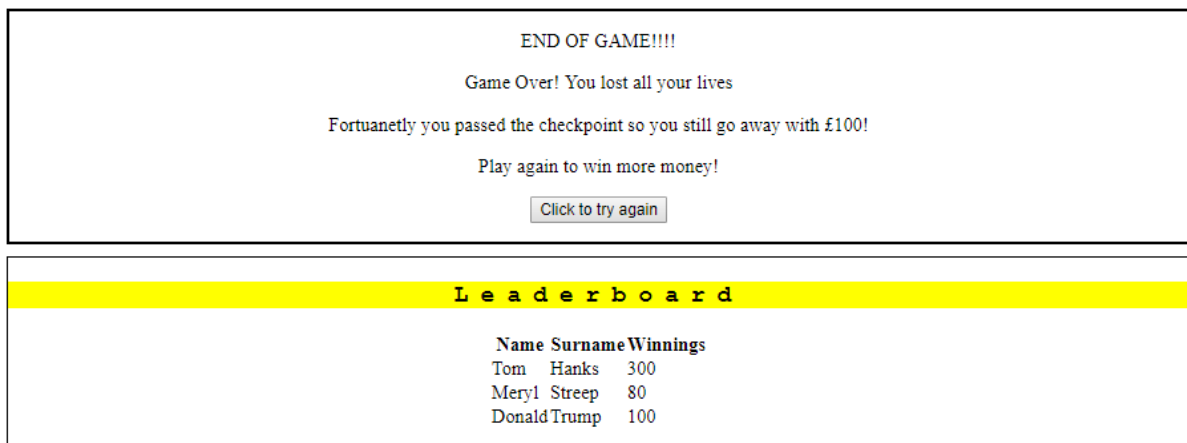 END OF GAME!!!!
Game Over! You lost all your lives
Fortuanetly you passed the checkpoint so you still go away with £100!
Play again to win more money!
Click to try again
Leaderboard
Name Surname Winnings
Tom Hanks 300
Meryl Streep 80
Donald Trump 100